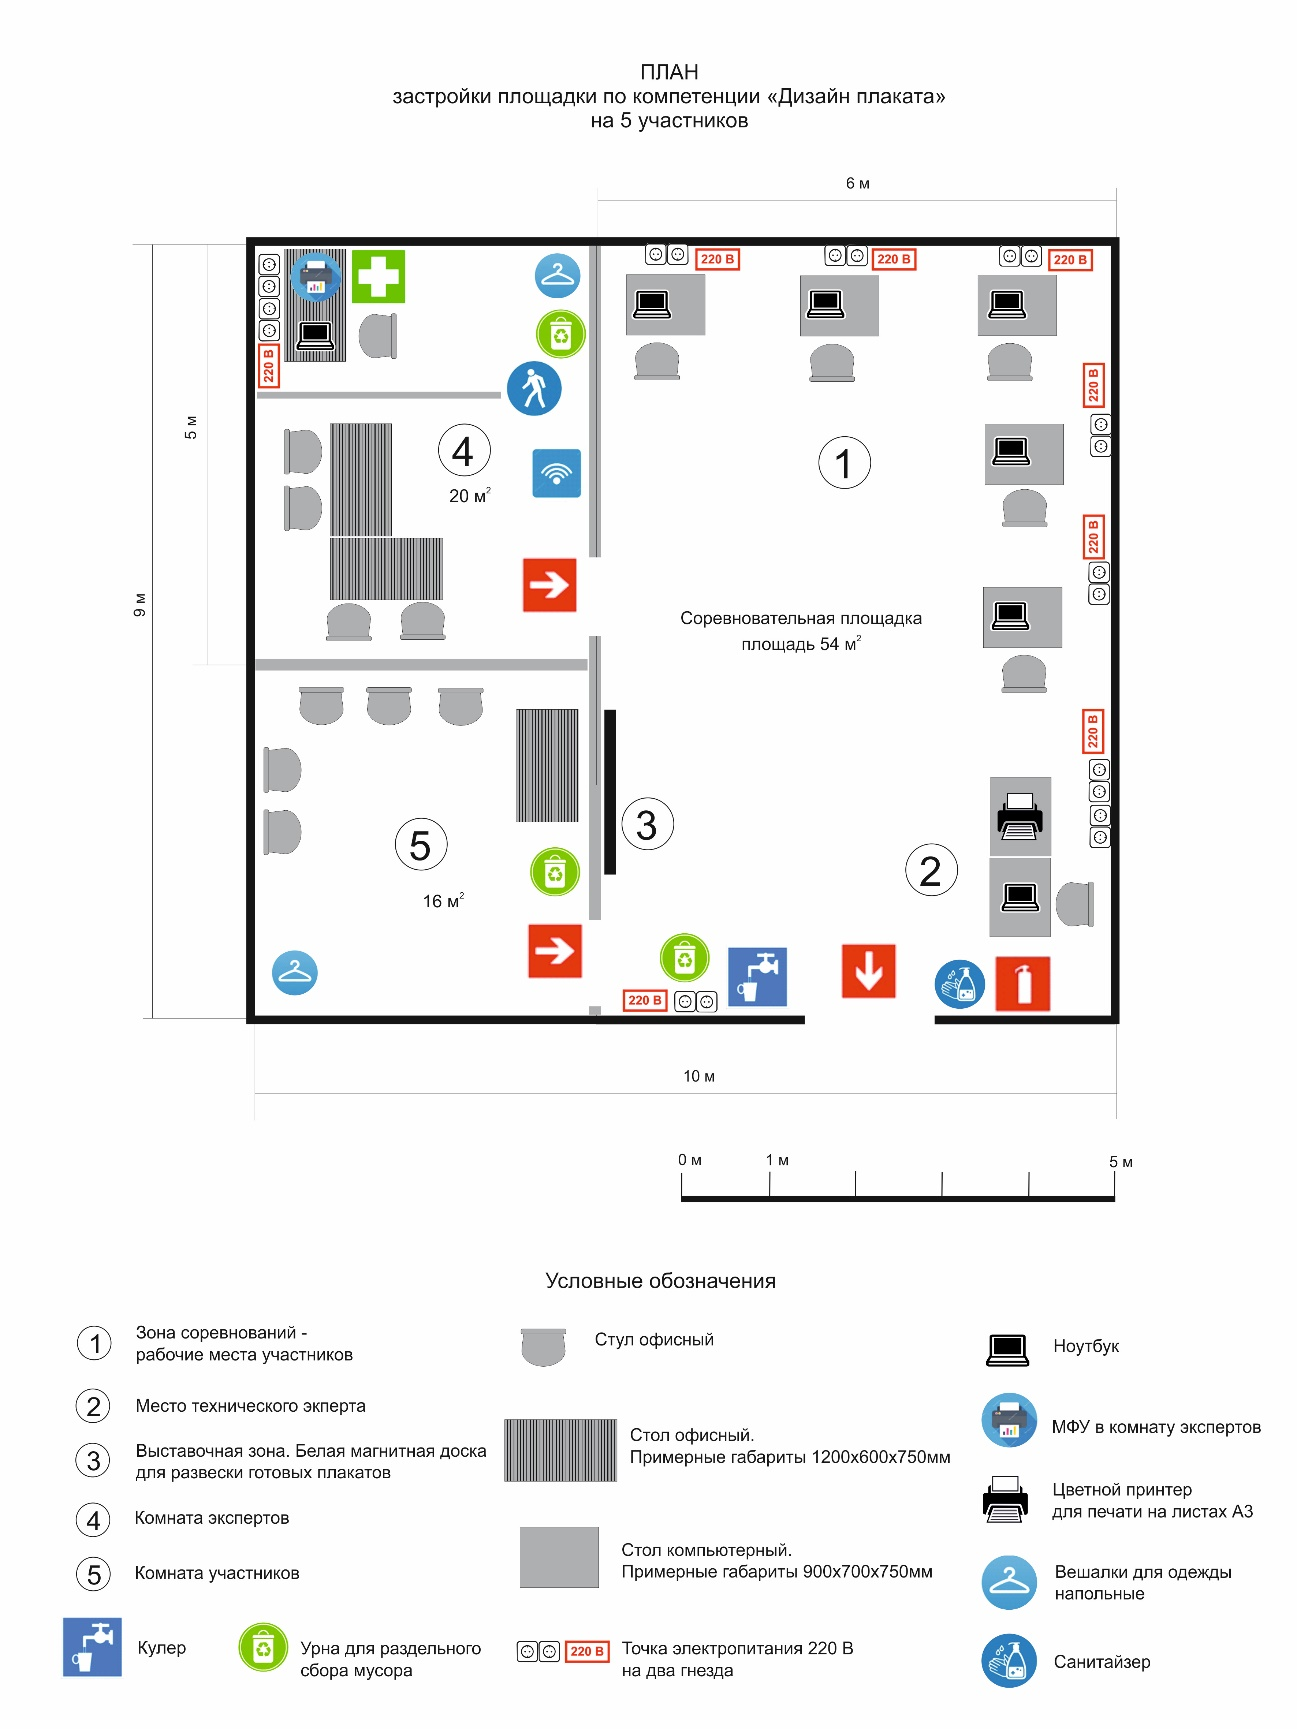 ПЛАН
застройки площадки по компетенции «Дизайн плаката»
на 5 участников
6 м
220 В
220 В
220 В
220 В
220 В
5 м
4
20 м²
1
220 В
9 м
Соревновательная площадка
площадь 54 м²
220 В
3
5
2
16 м²
220 В
10 м
0 м
1 м
5 м
Условные обозначения
1
Зона соревнований -
рабочие места участников
2
Место технического экперта
3
Выставочная зона. Белая магнитная доска
для развески готовых плакатов
4
Комната экспертов
5
Комната участников
Кулер
Урна для раздельного
сбора мусора
Стул офисный
Стол офисный.
Примерные габариты 1200х600х750мм
Стол компьютерный.
Примерные габариты 900х700х750мм
220 В
Точка электропитания 220 В
на два гнезда
Ноутбук
МФУ в комнату экспертов
Цветной принтер
для печати на листах А3
Вешалки для одежды
напольные
Санитайзер